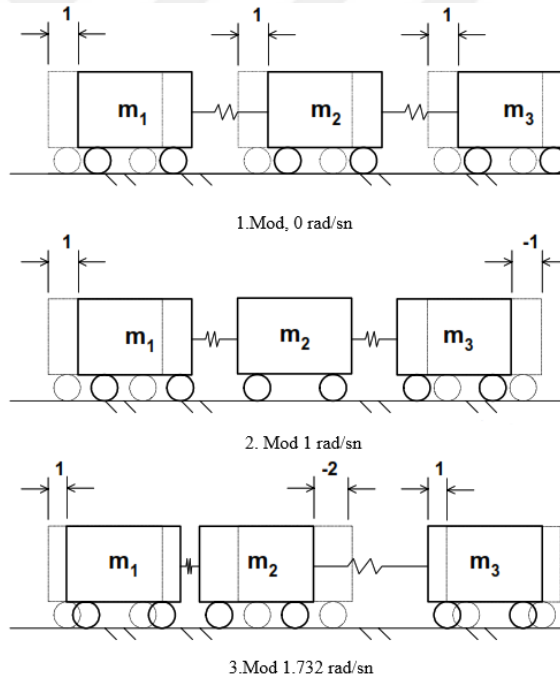 1 1 1
m1 m2 m3
1.Mod, 0 rad/sn
1 -1
m1 m2 m3
2. Mod 1 rad/sn
1 -2 1
m1 m2 m3
3.Mod 1.732 rad/sn